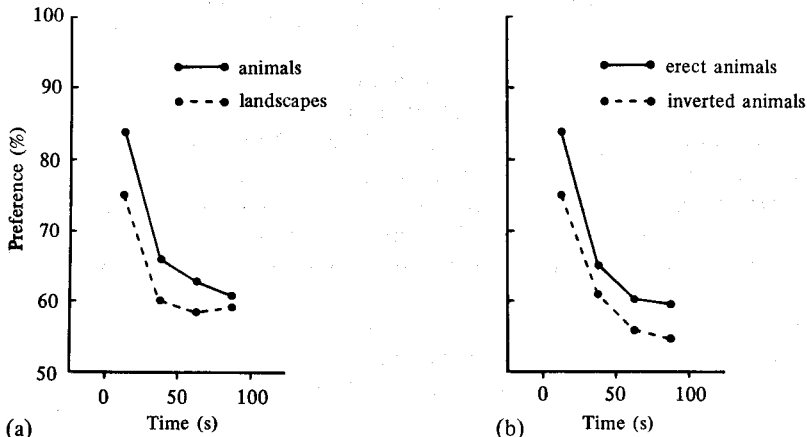 100
90
80
70
60
50
Preference (%)
animals
landscapes
0 50 100
Time (s)
(a)
erect animals
inverted animals
0 50 100
Time (s)
(b)